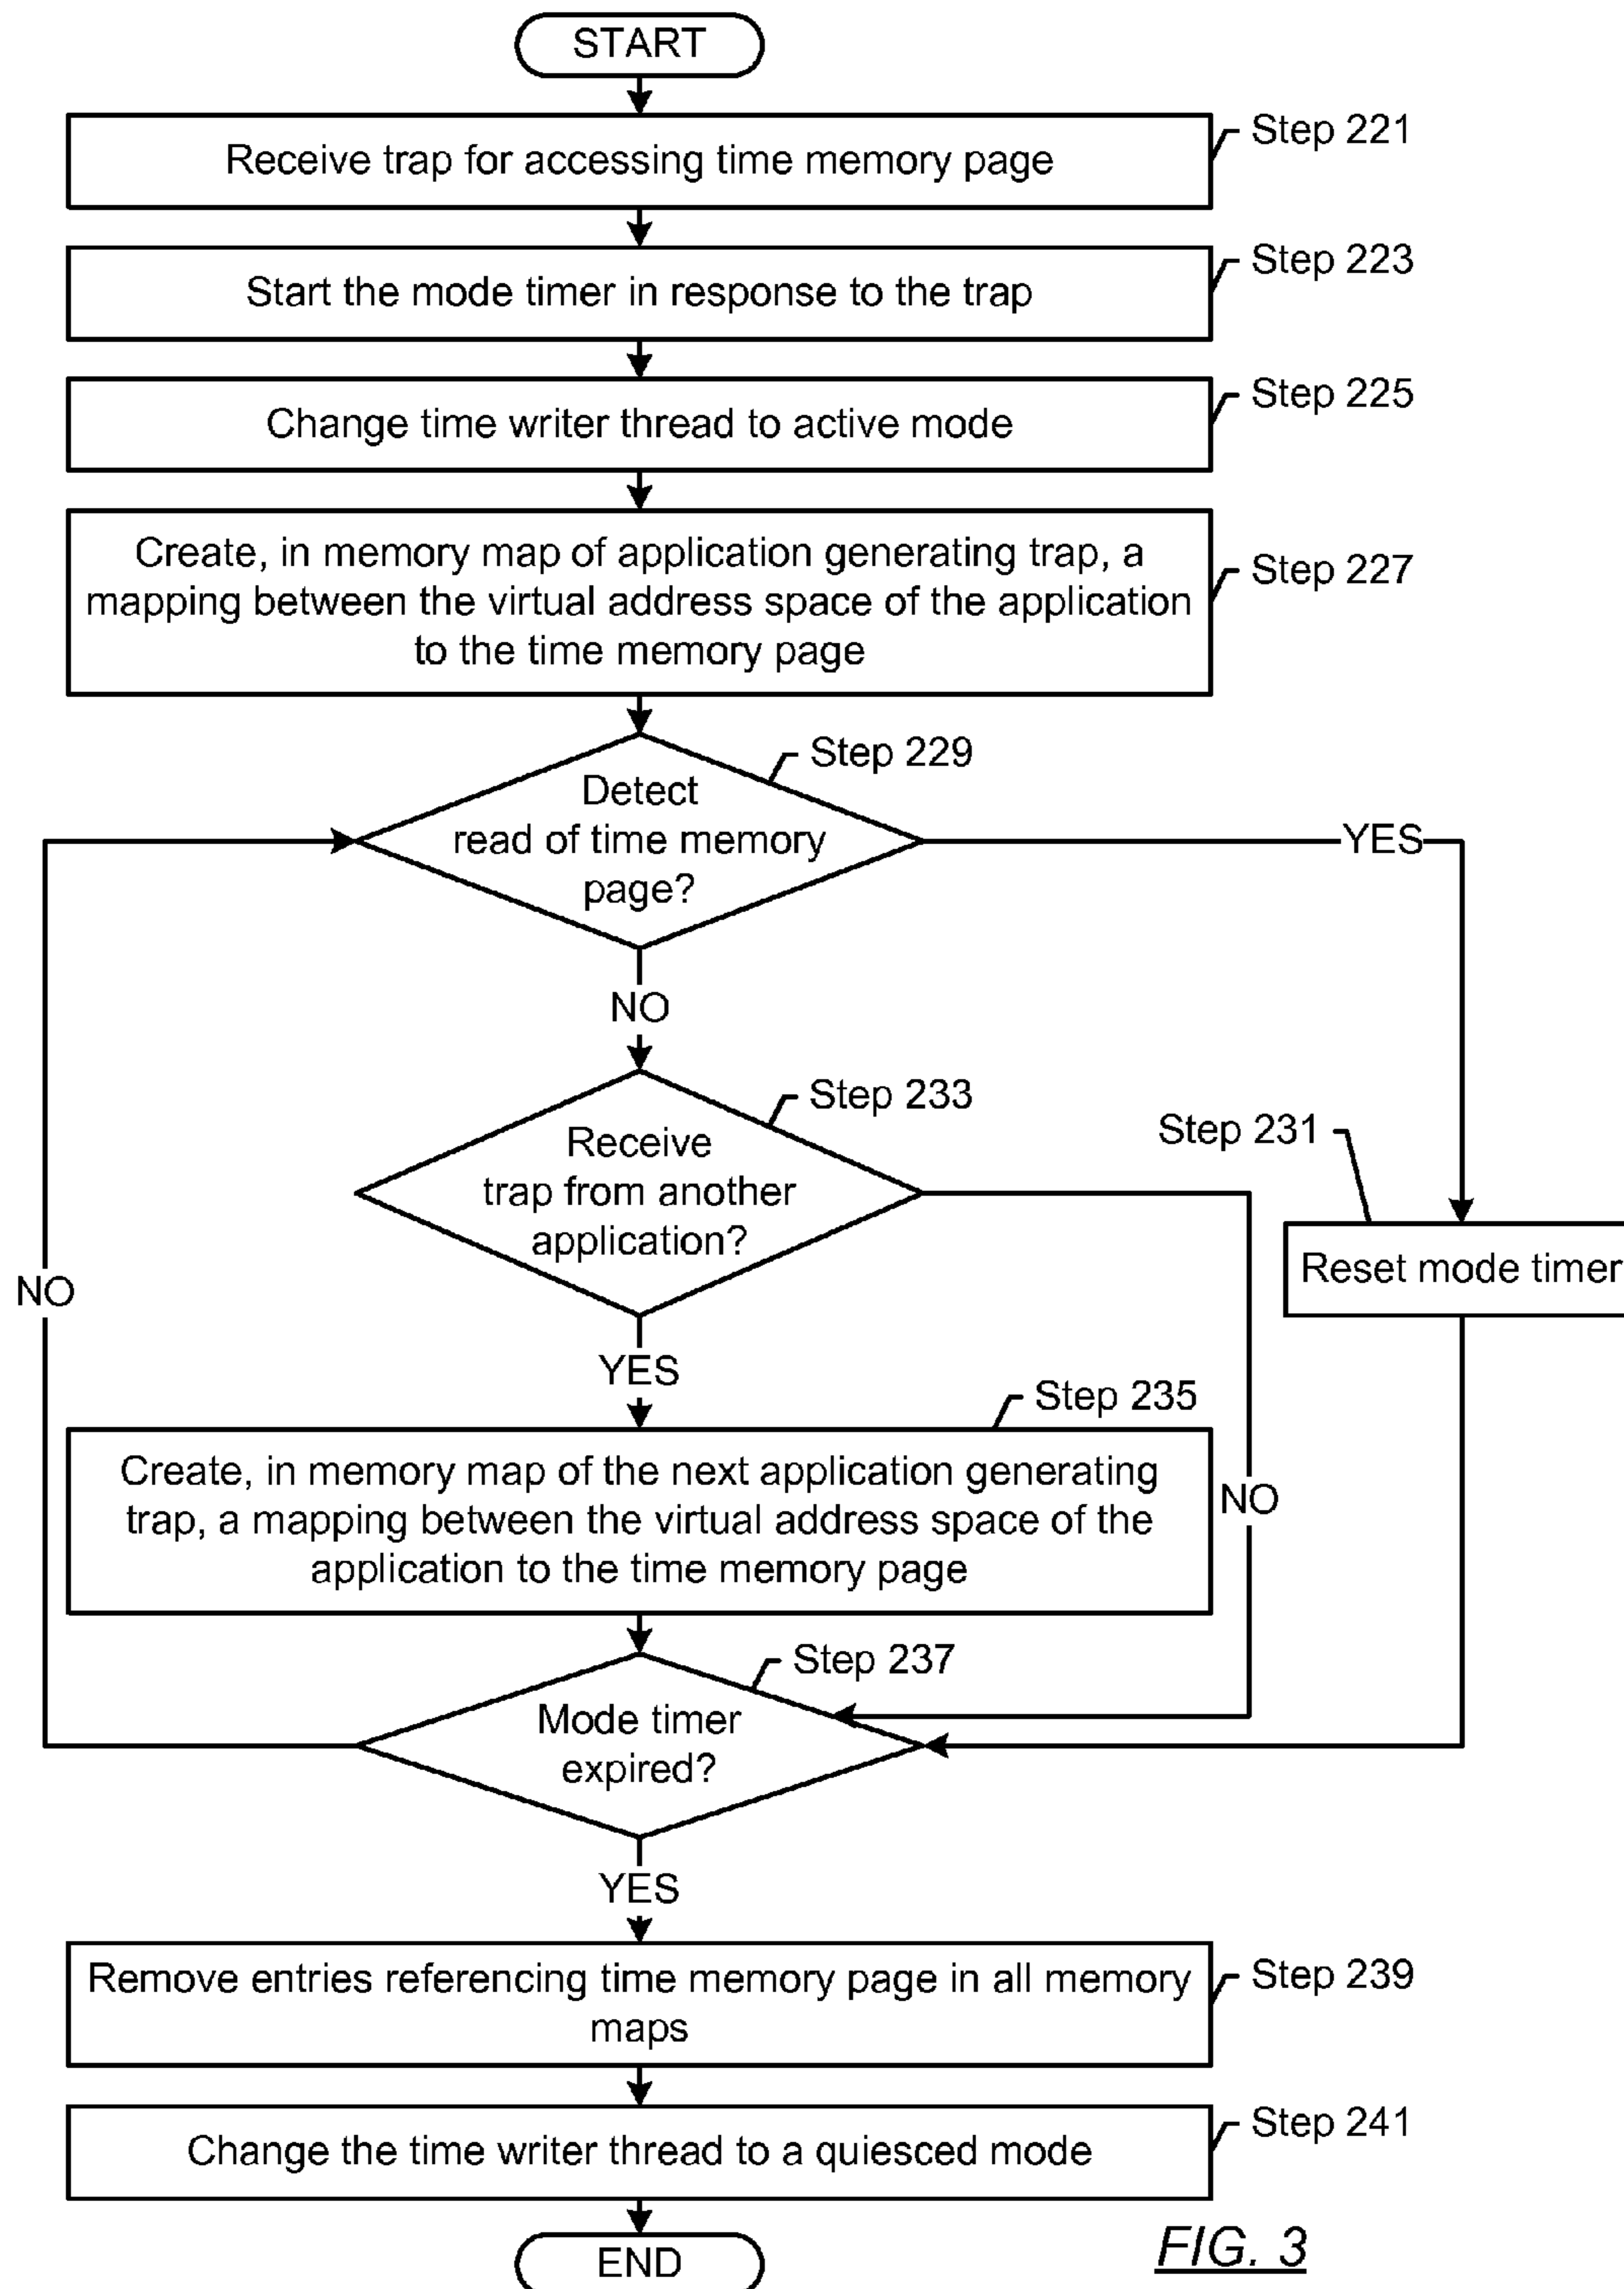 START
Receive trap for accessing time memory page
Step 221
Start the mode timer in response to the trap
Step 223
Change time writer thread to active mode
Step 225
Create, in memory map of application generating trap, a
mapping between the virtual address space of the application
to the time memory page
Step 227
Step 229
Detect
read of time memory
page?
YES
NO
Step 233
Receive
trap from another
application?
Step 231
Reset mode timer
NO
YES
Step 235
Create, in memory map of the next application generating
trap, a mapping between the virtual address space of the
application to the time memory page
NO
Step 237
Mode timer
expired?
YES
Remove entries referencing time memory page in all memory
maps
Step 239
Change the time writer thread to a quiesced mode
Step 241
END
FIG. 3